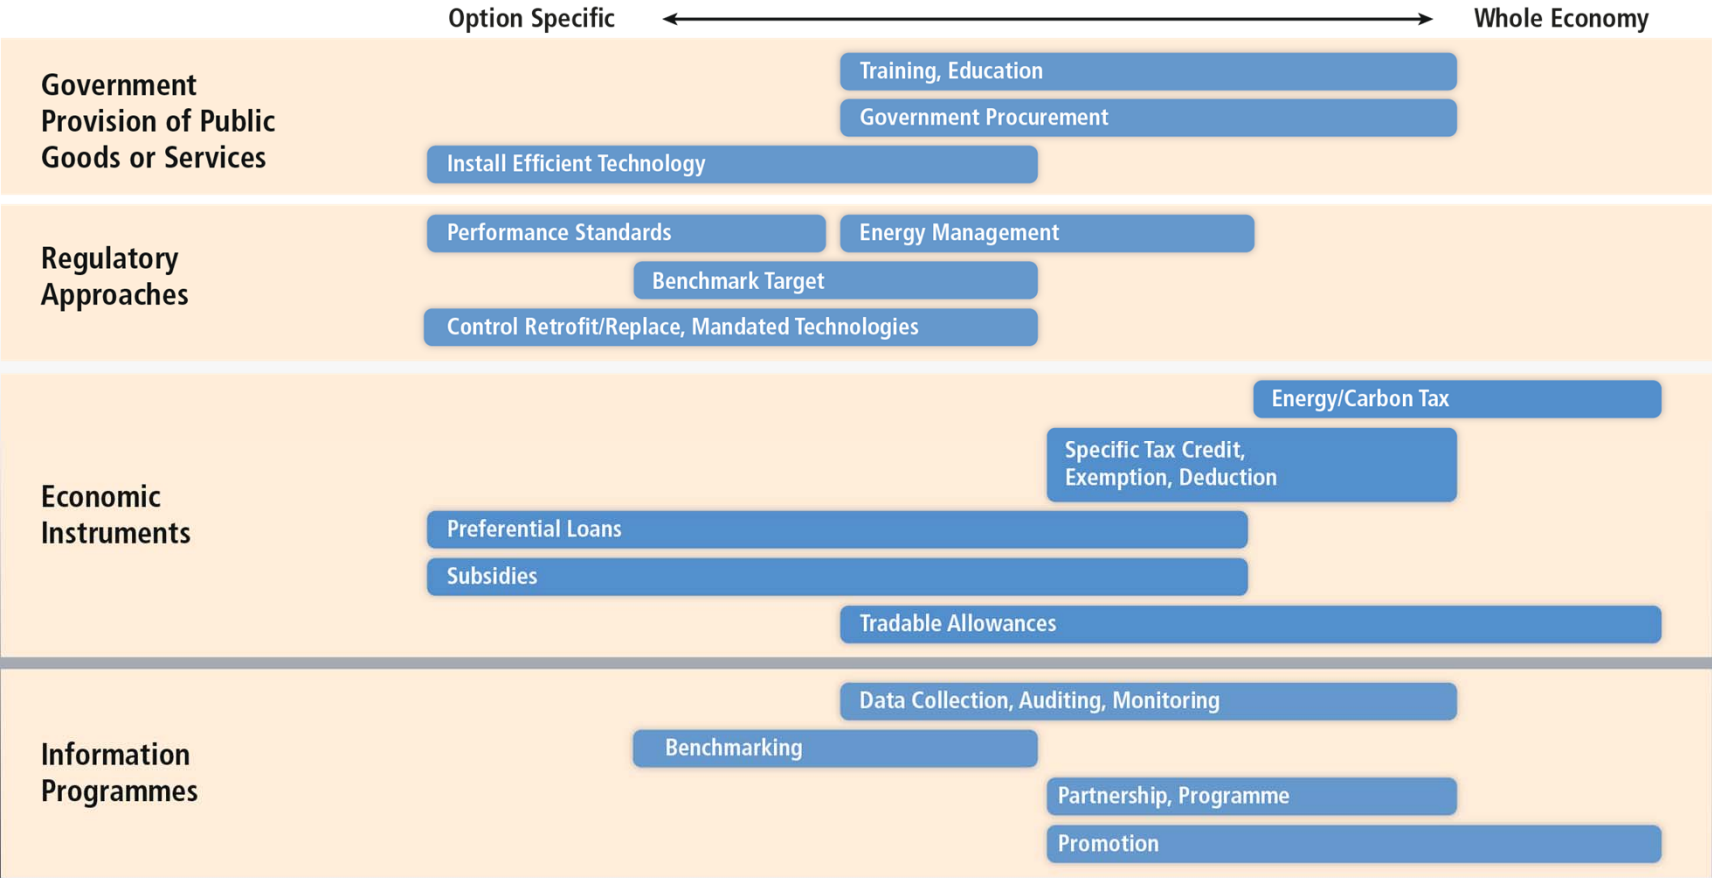 Option Specific
Whole Economy
Government
Provision of Public
Goods or Services
Training, Education
Government Procurement
Install Efficient Technology
Regulatory
Approaches
Performance Standards
Energy Management
Benchmark Target
Control Retrofit/Replace, Mandated Technologies
Economic
Instruments
Energy/Carbon Tax
Specific Tax Credit,
Exemption, Deduction
Preferential Loans
Subsidies
Tradable Allowances
Information
Programmes
Data Collection, Auditing, Monitoring
Benchmarking
Partnership, Programme
Promotion